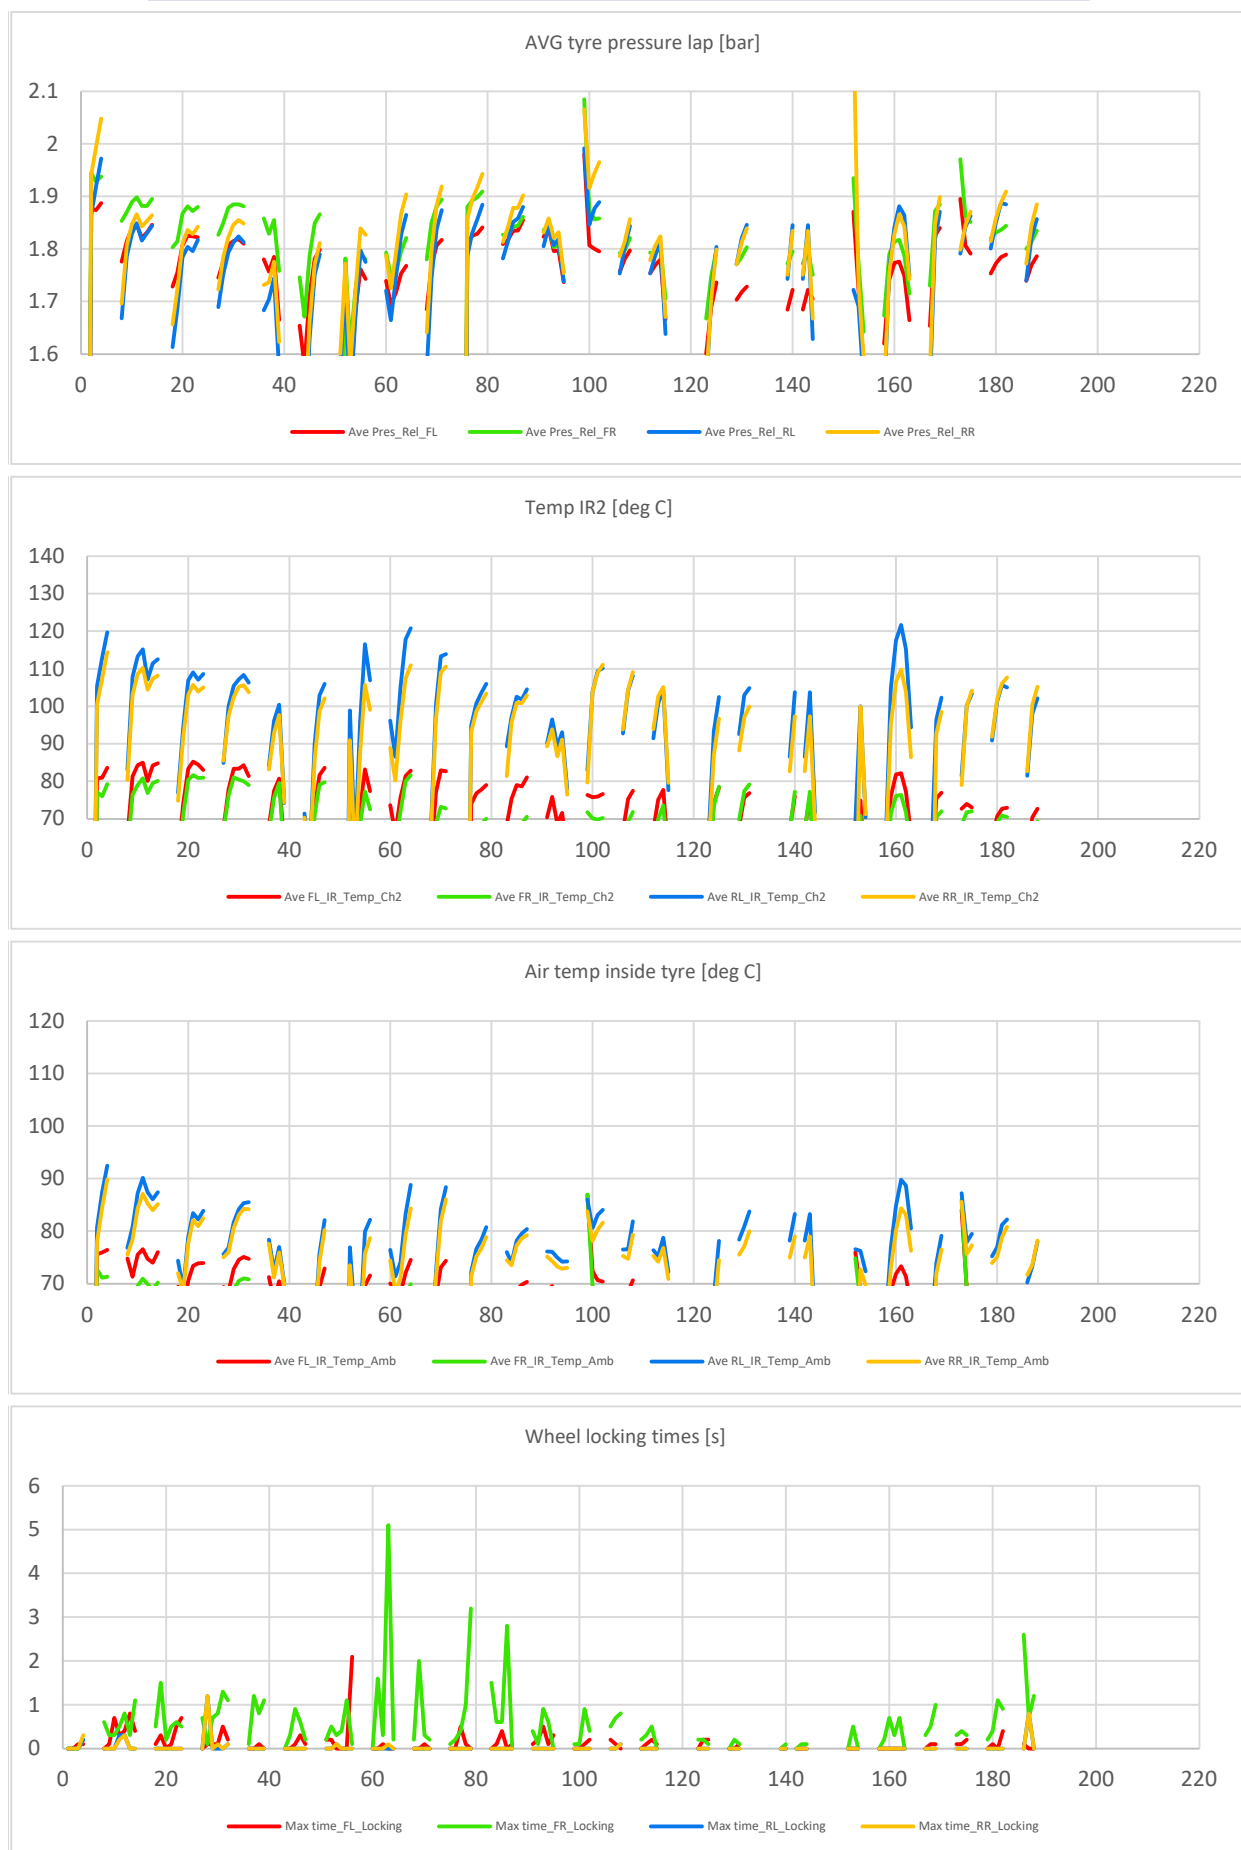 AVG tyre pressure lap [bar]
2.1
2
1.9
1.8
1.7
1.6
0 20 40 60 80 100 120 140 160 180 200 220
Ave Pres_Rel_FL Ave Pres_Rel_FR Ave Pres_Rel_RL Ave Pres_Rel_RR
Temp IR2 [deg C]
140
130
120
110
100
90
80
70
0 20 40 60 80 100 120 140 160 180 200 220
Ave FL_IR_Temp_Ch2 Ave FR_IR_Temp_Ch2 Ave RL_IR_Temp_Ch2 Ave RR_IR_Temp_Ch2
Air temp inside tyre [deg C]
120
110
100
90
80
70
0 20 40 60 80 100 120 140 160 180 200 220
Ave FL_IR_Temp_Amb Ave FR_IR_Temp_Amb Ave RL_IR_Temp_Amb Ave RR_IR_Temp_Amb
Wheel locking times [s]
6
5
4
3
2
1
0
0 20 40 60 80 100 120 140 160 180 200 220
Max time_FL_Locking Max time_FR_Locking Max time_RL_Locking Max time_RR_Locking